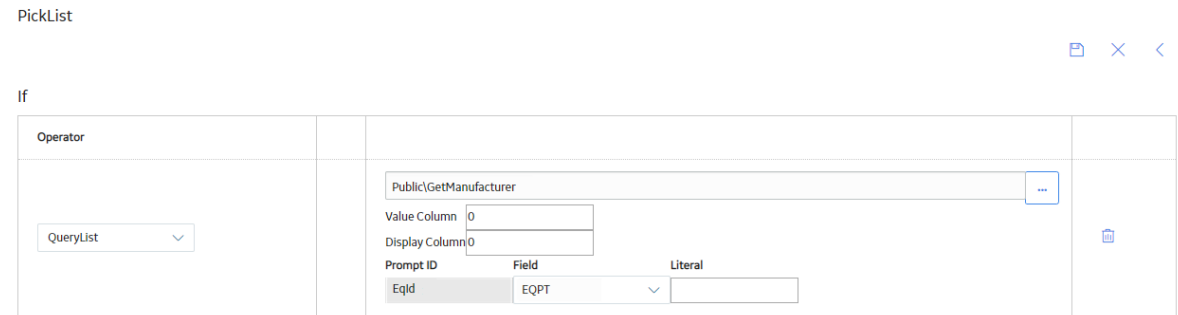 PickList
If
Operator
Public\GetManufacturer
...
Value Column 0
QueryList
Display Column 0
Prompt ID Field Literal
EqId EQPT